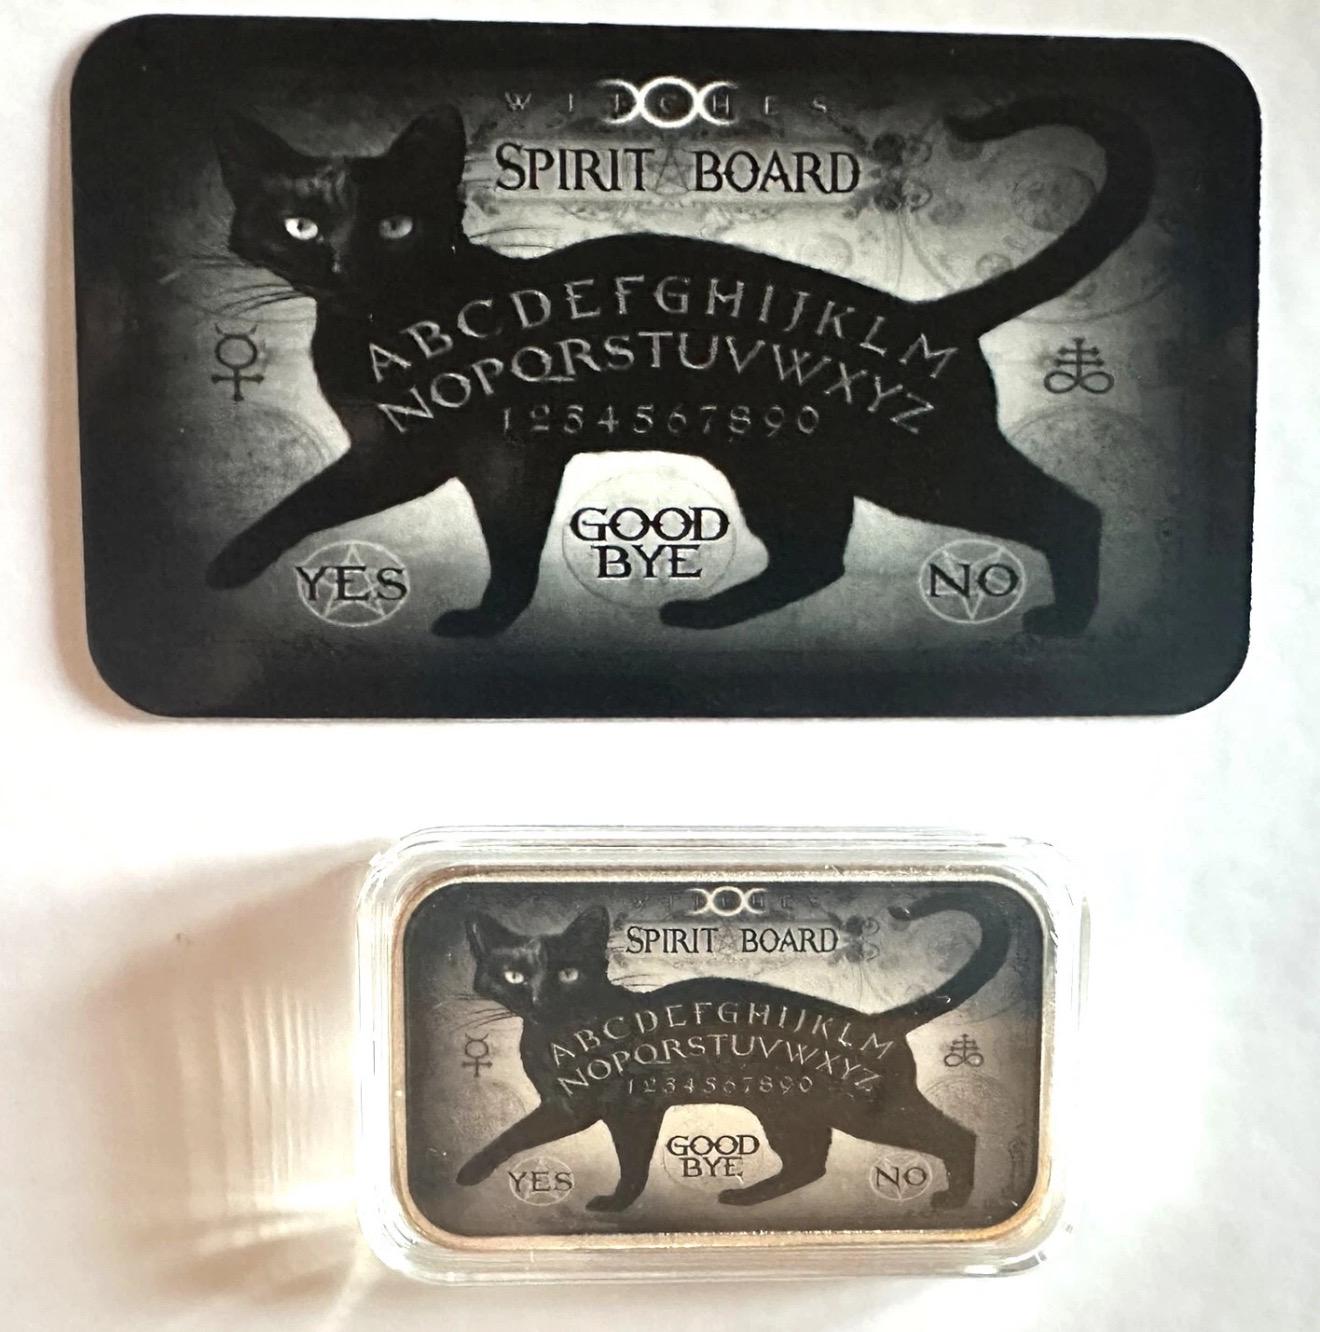 WITCHES
SPIRIT BOARD
ABCDEFGHIJKLM
NOPQRSTUVWXYZ
1234567890
GOOD
BYE
YES
NO
WITCHES
SPIRIT BOARD
ABCDEFGHIJKLM
NOPQRSTUVWXYZ
1234567890
GOOD
BYE
YES
NO